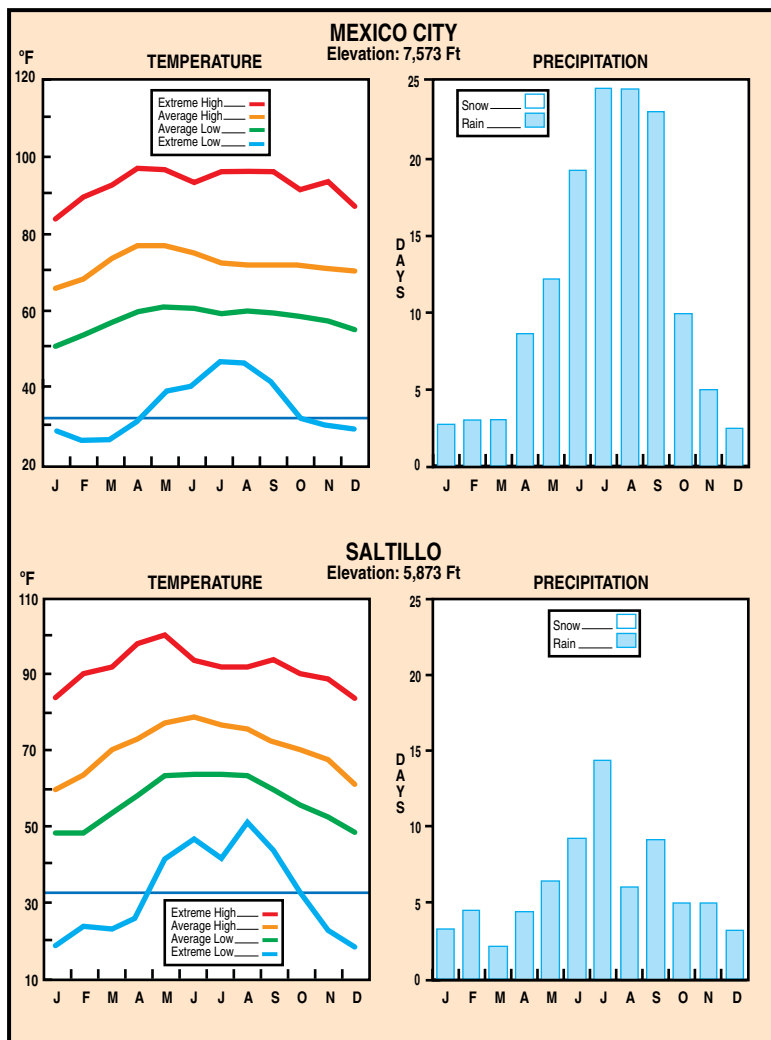 MEXICO CITY
Elevation: 7,573 Ft
°F
TEMPERATURE
PRECIPITATION
120
100
80
60
40
20
Extreme High
Average High
Average Low
Extreme Low
J F M A M J J A S O N D
25
20
15
10
5
0
DAYS
Snow
Rain
J F M A M J J A S O N D
SALTILLO
Elevation: 5,873 Ft
°F
TEMPERATURE
PRECIPITATION
110
90
70
50
30
10
Extreme High
Average High
Average Low
Extreme Low
J F M A M J J A S O N D
25
20
15
10
5
0
DAYS
Snow
Rain
J F M A M J J A S O N D